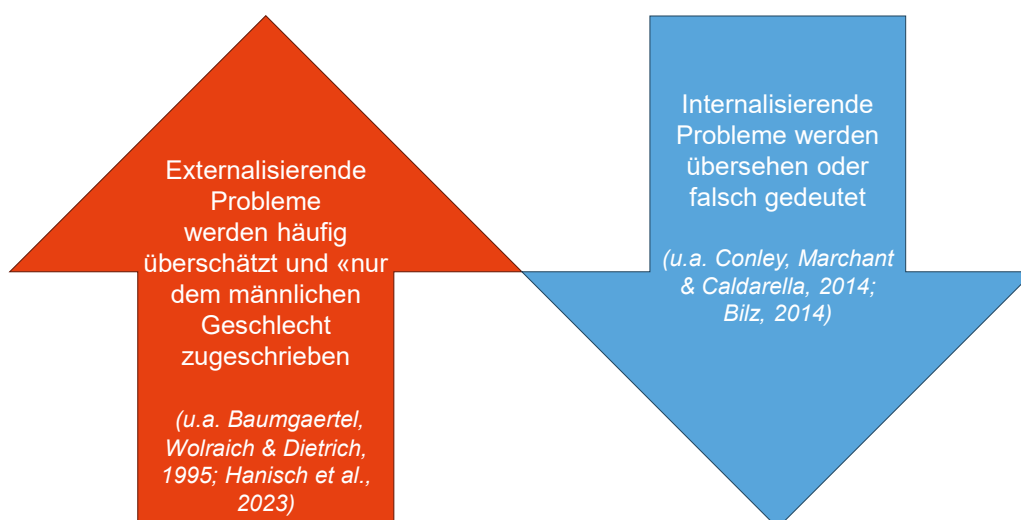 Externalisierende
Probleme
werden häufig
überschätzt und «nur
dem männlichen
Geschlecht
zugeschrieben
(u.a. Baumgaertel,
Wolraich & Dietrich,
1995; Hanisch et al.,
2023)
Internalisierende
Probleme werden
übersehen oder
falsch gedeutet
(u.a. Conley, Marchant
& Caldarella, 2014;
Bilz, 2014)